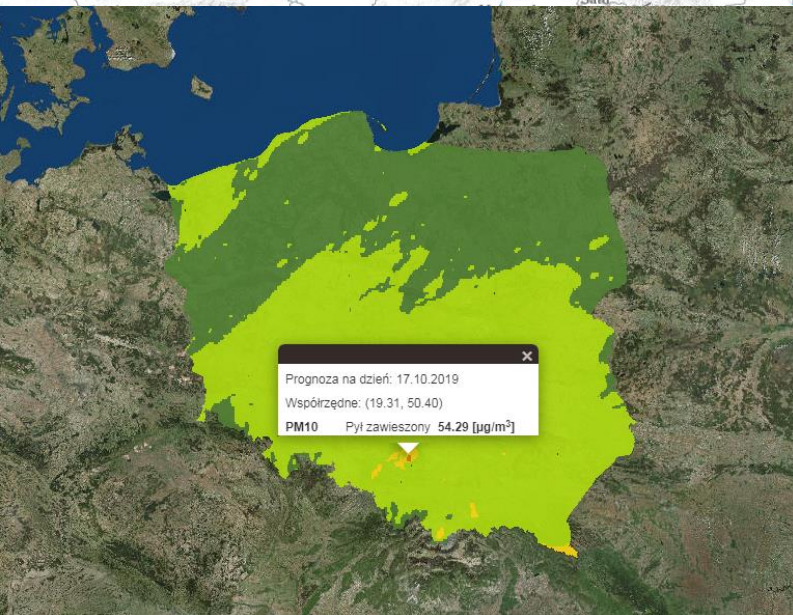 Prognoza na dzień: 17.10.2019
Współrzędne: (19.31, 50.40)
PM10 Pył zawieszony 54.29 [µg/m³]